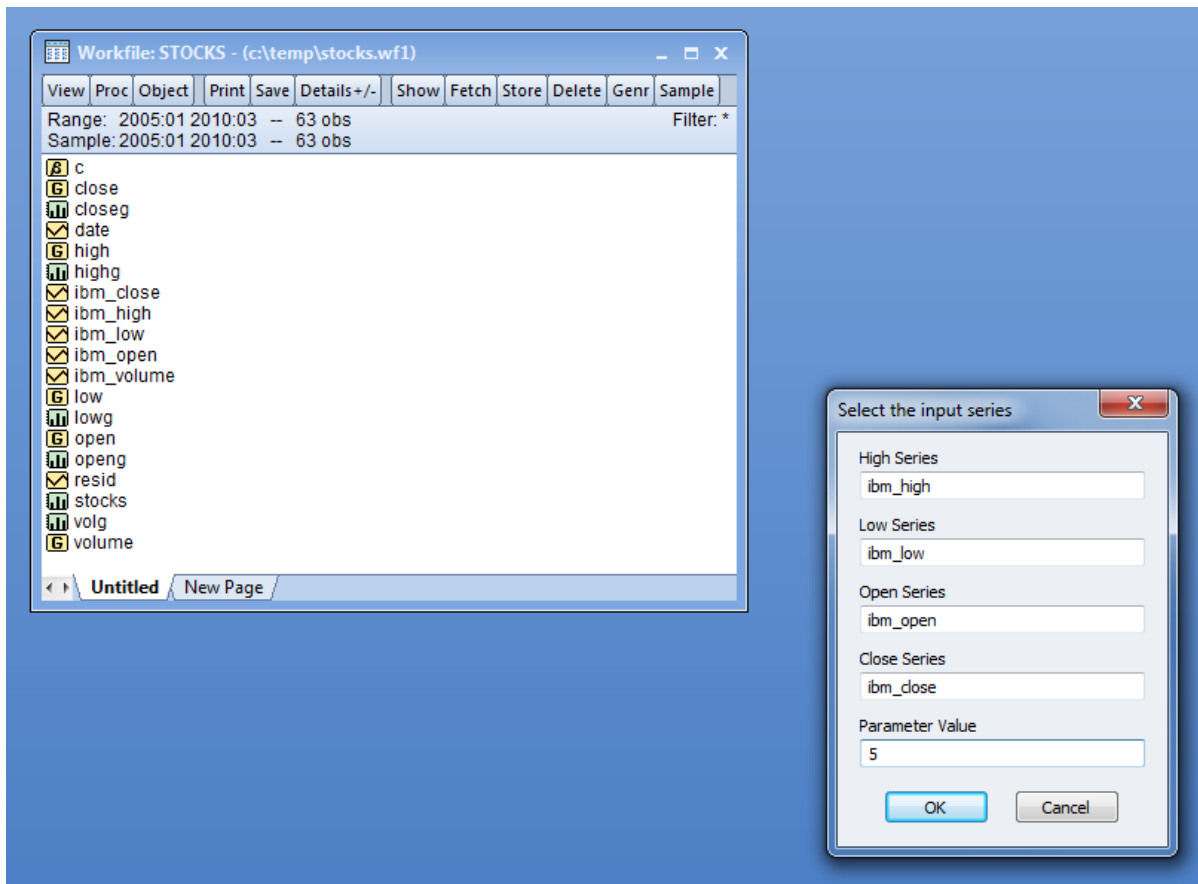 Workfile: STOCKS - (c:\temp\stocks.wf1)
View Proc Object Print Save Details+/- Show Fetch Store Delete Genr Sample
Range: 2005:01 2010:03 -- 63 obs Filter: *
Sample: 2005:01 2010:03 -- 63 obs
β c
G close
closeg
date
G high
highg
ibm_close
ibm_high
ibm_low
ibm_open
ibm_volume
G low
lowg
G open
openg
resid
stocks
volg
G volume
Untitled New Page
Select the input series
High Series
ibm_high
Low Series
ibm_low
Open Series
ibm_open
Close Series
ibm_close
Parameter Value
5
OK Cancel